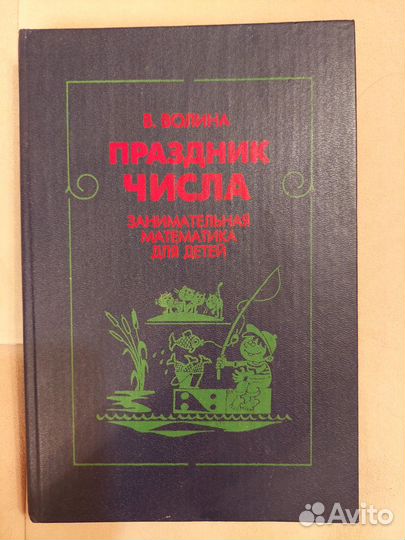 В. ВОЛИНА
ПРАЗДНИК
ЧИСЛА
ЗАНИМАТЕЛЬНАЯ
МАТЕМАТИКА
ДЛЯ ДЕТЕЙ
Avito